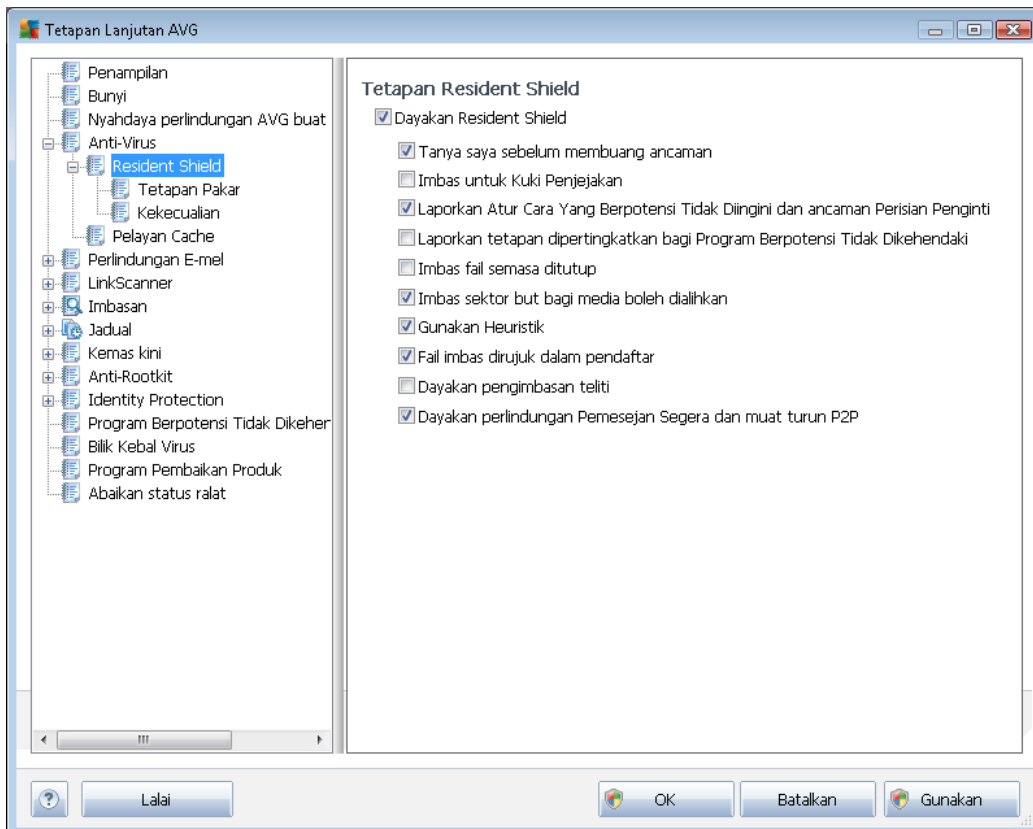 Tetapan Lanjutan AVG
Penampilan
Bunyi
Nyahdaya perlindungan AVG buat
Anti-Virus
Resident Shield
Tetapan Pakar
Kekecualian
Pelayan Cache
Perlindungan E-mel
LinkScanner
Imbasan
Jadual
Kemas kini
Anti-Rootkit
Identity Protection
Program Berpotensi Tidak Dikeher
Bilik Kebal Virus
Program Pembaikan Produk
Abaikan status ralat
Tetapan Resident Shield
Dayakan Resident Shield
Tanya saya sebelum membuang ancaman
Imbas untuk Kuki Penjejakan
Laporkan Atur Cara Yang Berpotensi Tidak Diingini dan ancaman Perisian Penginti
Laporkan tetapan dipertingkatkan bagi Program Berpotensi Tidak Dikehendaki
Imbas fail semasa ditutup
Imbas sektor but bagi media boleh dialihkan
Gunakan Heuristik
Fail imbas dirujuk dalam pendaftar
Dayakan pengimbasan teliti
Dayakan perlindungan Pemesejan Segera dan muat turun P2P
?
Lalai
OK
Batalkan
Gunakan